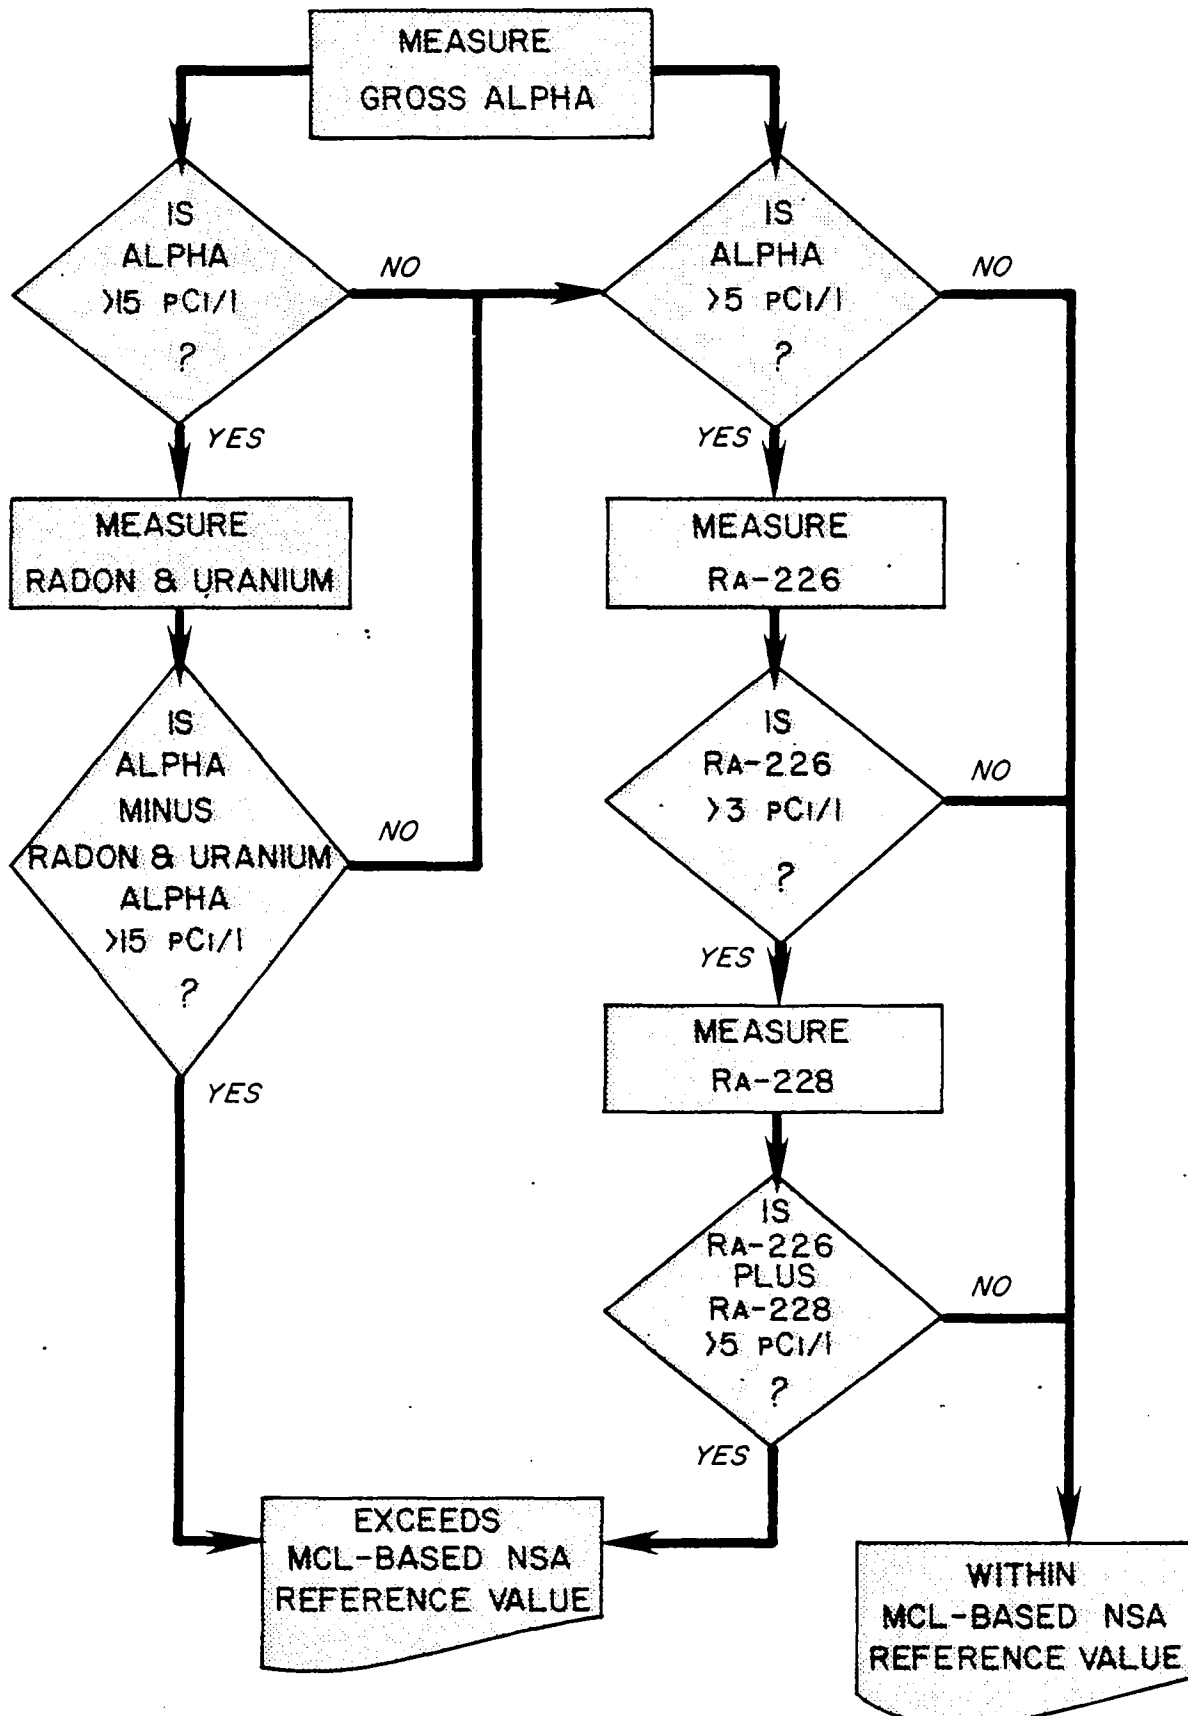 MEASURE
GROSS ALPHA
IS
ALPHA
>15 pCi/l
?
NO
YES
MEASURE
RADON & URANIUM
IS
ALPHA
MINUS
RADON & URANIUM
ALPHA
>15 pCi/l
?
NO
YES
IS
ALPHA
>5 pCi/l
?
NO
YES
MEASURE
RA-226
IS
RA-226
>3 pCi/l
?
NO
YES
MEASURE
RA-228
IS
RA-226
PLUS
RA-228
>5 pCi/l
?
NO
YES
EXCEEDS
MCL-BASED NSA
REFERENCE VALUE
WITHIN
MCL-BASED NSA
REFERENCE VALUE